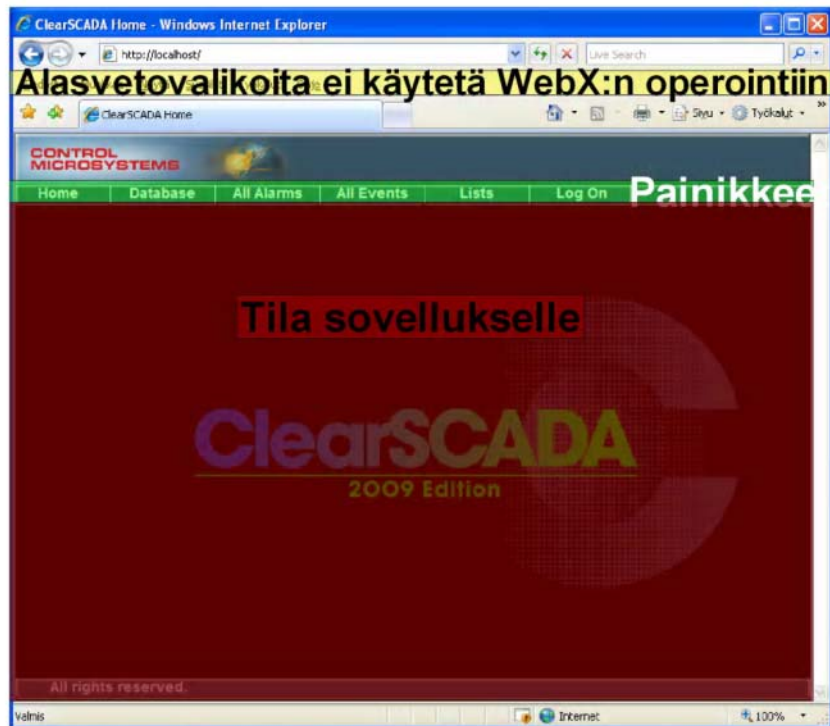 ClearSCADA Home - Windows Internet Explorer
http://localhost/
Live Search
Alasvetovalikoita ei käytetä WebX:n operointiin
ClearSCADA Home
Sivu
Työkalut
»
CONTROL
MICROSYSTEMS
Home Database All Alarms All Events Lists Log On
Painikkee
Tila sovellukselle
ClearSCADA
2009 Edition
All rights reserved.
Valmis
Internet
100%